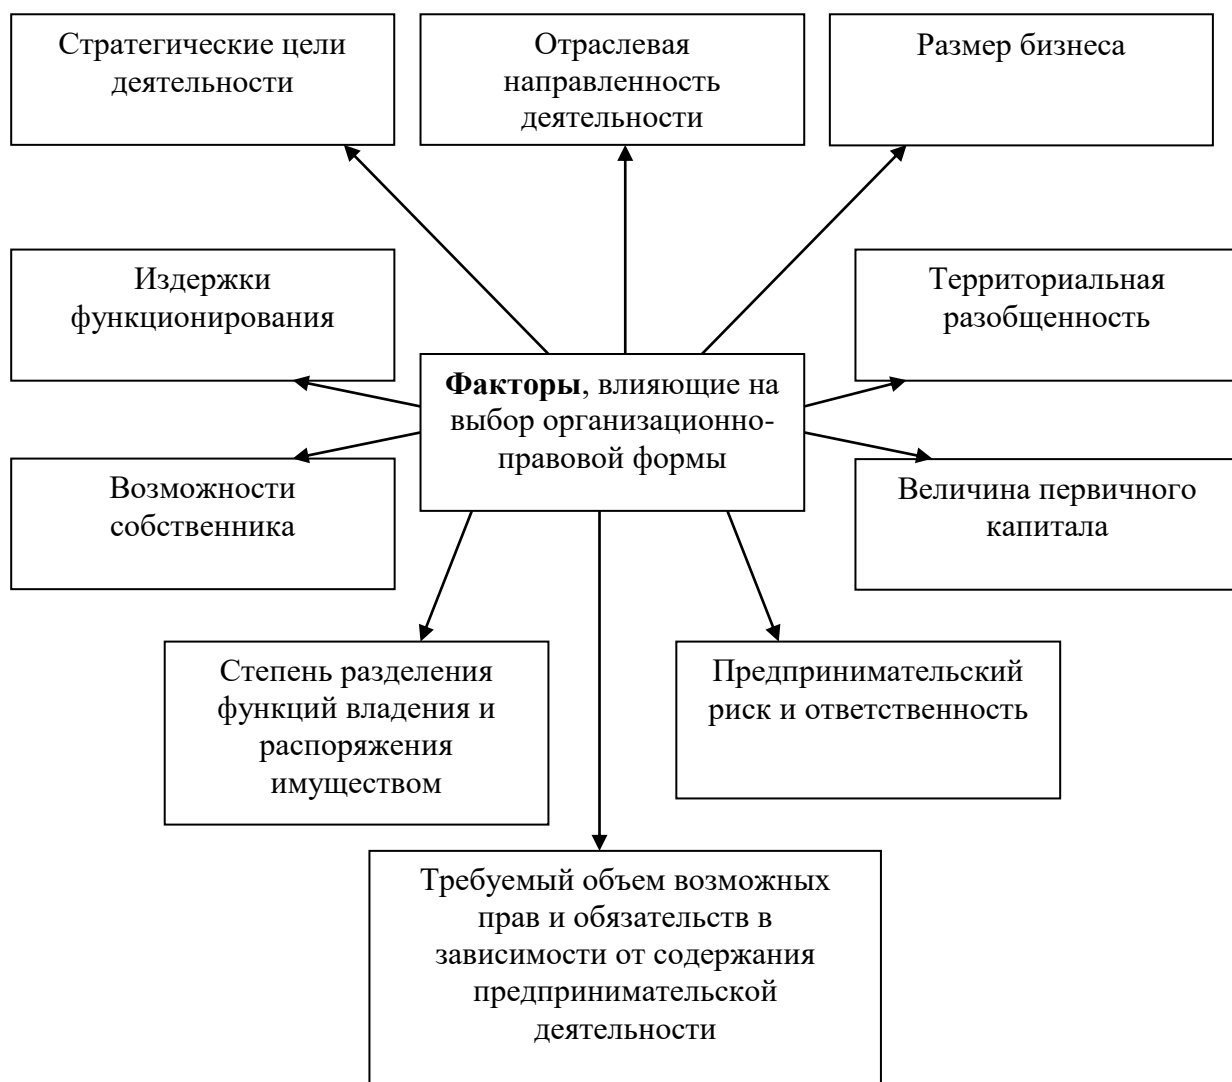 Стратегические цели
деятельности
Отраслевая
направленность
деятельности
Размер бизнеса
Издержки
функционирования
Территориальная
разобщенность
Факторы, влияющие на
выбор организационно-
правовой формы
Возможности
собственника
Величина первичного
капитала
Степень разделения
функций владения и
распоряжения
имуществом
Предпринимательский
риск и ответственность
Требуемый объем возможных
прав и обязательств в
зависимости от содержания
предпринимательской
деятельности